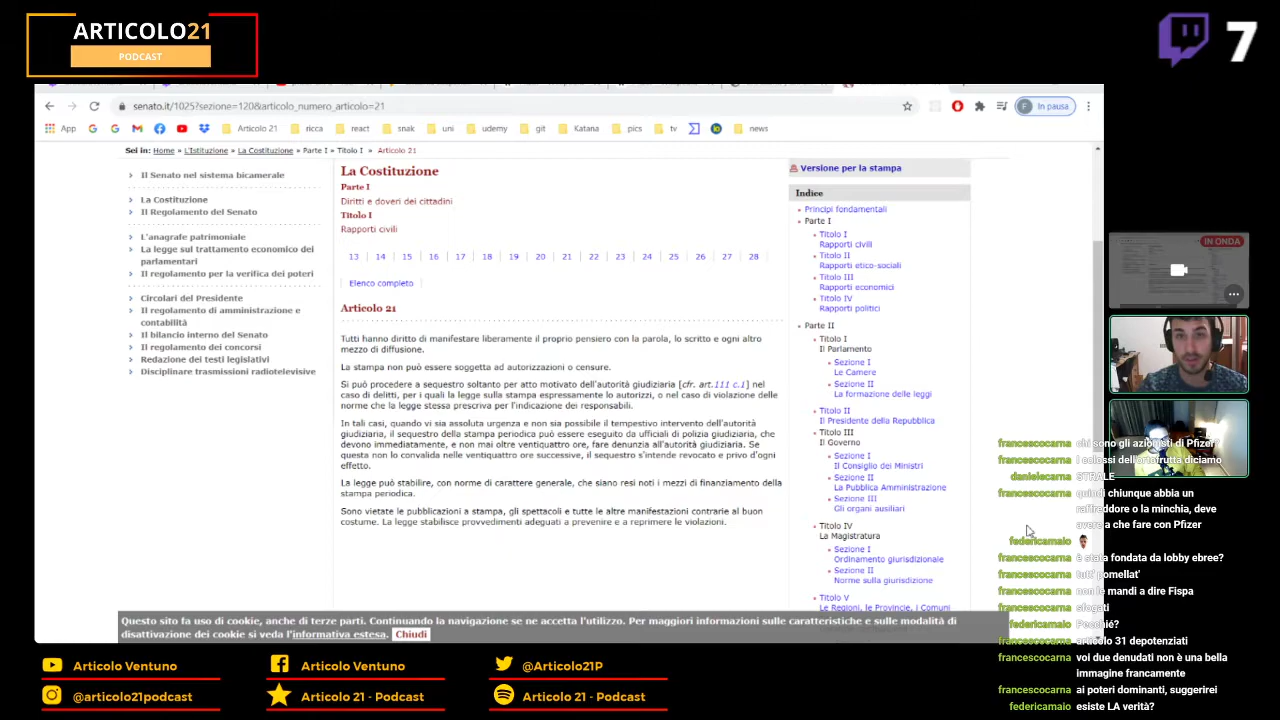 ARTICOLO21
PODCAST
7
senato.it/1025?sezione=120&articolo_numero_articolo=21
F In pausa
App
Articolo 21
ricca
react
snak
uni
udemy
git
Katana
pics
tv
news
Sei in: Home » L'Istituzione » La Costituzione » Parte I » Titolo I » Articolo 21
Il Senato nel sistema bicamerale
La Costituzione
Il Regolamento del Senato
L'anagrafe patrimoniale
La legge sul trattamento economico dei
parlamentari
Il regolamento per la verifica dei poteri
Circolari del Presidente
Il regolamento di amministrazione e
contabilità
Il bilancio interno del Senato
Il regolamento dei concorsi
Redazione dei testi legislativi
Disciplinare trasmissioni radiotelevisive
La Costituzione
Parte I
Diritti e doveri dei cittadini
Titolo I
Rapporti civili
13 14 15 16 17 18 19 20 21 22 23 24 25 26 27 28
Elenco completo
Articolo 21
Tutti hanno diritto di manifestare liberamente il proprio pensiero con la parola, lo scritto e ogni altro
mezzo di diffusione.
La stampa non può essere soggetta ad autorizzazioni o censure.
Si può procedere a sequestro soltanto per atto motivato dell'autorità giudiziaria [cfr. art.111 c.1] nel
caso di delitti, per i quali la legge sulla stampa espressamente lo autorizzi, o nel caso di violazione delle
norme che la legge stessa prescriva per l'indicazione dei responsabili.
In tali casi, quando vi sia assoluta urgenza e non sia possibile il tempestivo intervento dell'autorità
giudiziaria, il sequestro della stampa periodica può essere eseguito da ufficiali di polizia giudiziaria, che
devono immediatamente, e non mai oltre ventiquattro ore, fare denunzia all'autorità giudiziaria. Se
questa non lo convalida nelle ventiquattro ore successive, il sequestro s'intende revocato e privo d'ogni
effetto.
La legge può stabilire, con norme di carattere generale, che siano resi noti i mezzi di finanziamento della
stampa periodica.
Sono vietate le pubblicazioni a stampa, gli spettacoli e tutte le altre manifestazioni contrarie al buon
costume. La legge stabilisce provvedimenti adeguati a prevenire e a reprimere le violazioni.
Versione per la stampa
Indice
Principi fondamentali
Parte I
Titolo I
Rapporti civili
Titolo II
Rapporti etico-sociali
Titolo III
Rapporti economici
Titolo IV
Rapporti politici
Parte II
Titolo I
Il Parlamento
Sezione I
Le Camere
Sezione II
La formazione delle leggi
Titolo II
Il Presidente della Repubblica
Titolo III
Il Governo
Sezione I
Il Consiglio dei Ministri
Sezione II
La Pubblica Amministrazione
Sezione III
Gli organi ausiliari
Titolo IV
La Magistratura
Sezione I
Ordinamento giurisdizionale
Sezione II
Norme sulla giurisdizione
Titolo V
Le Regioni, le Provincie, i Comuni
Questo sito fa uso di cookie, anche di terze parti. Continuando la navigazione se ne accetta l'utilizzo. Per maggiori informazioni sulle caratteristiche e sulle modalità di
disattivazione dei cookie si veda l'informativa estesa. Chiudi
IN ONDA
francescocarna chi sono gli azionisti di Pfizer?
francescocarna I colossi dell'ortofrutta diciamo
danielecarna STRALE
francescocarna quindi chiunque abbia un
raffreddore o la minchia, deve
avere a che fare con Pfizer
federicamaio
francescocarna è stata fondata da lobby ebree?
francescocarna tutt' pomellat'
francescocarna non le mandi a dire Fispa
francescocarna sfogati
federicamaio Pecchié?
francescocarna articolo 31 depotenziati
francescocarna voi due denudati non è una bella
immagine francamente
francescocarna ai poteri dominanti, suggerirei
federicamaio esiste LA verità?
Articolo Ventuno
Articolo Ventuno
@Articolo21P
@articolo21podcast
Articolo 21 - Podcast
Articolo 21 - Podcast